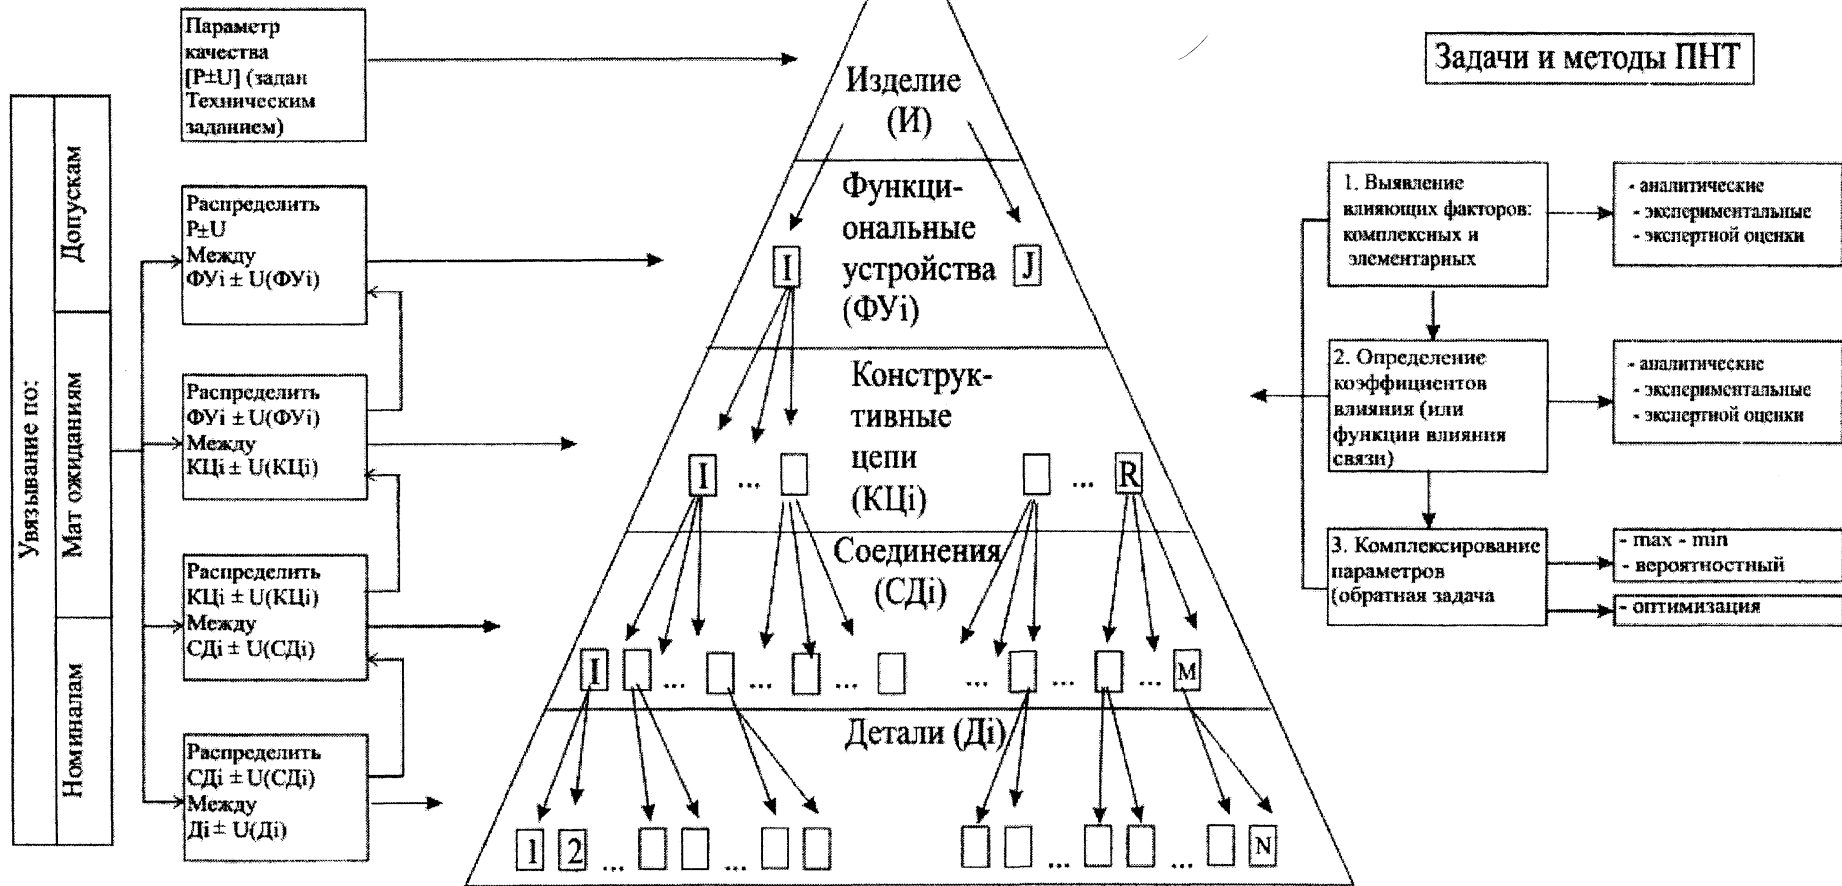 Увязывание по:
Допускам
Мат ожиданиям
Номиналам
Параметр
качества
[P±U] (задан
Техническим
заданием)
Распределить
P±U
Между
ФУi ± U(ФУi)
Распределить
ФУi ± U(ФУi)
Между
КЦi ± U(КЦi)
Распределить
КЦi ± U(КЦi)
Между
СДi ± U(СДi)
Распределить
СДi ± U(СДi)
Между
Дi ± U(Дi)
Изделие
(И)
Функци-
ональные
устройства
(ФУi)
I
J
Конструк-
тивные
цепи
(КЦi)
I ... ... R
Соединения
(СДi)
I ... ... ... ... ... ... M
Детали (Дi)
1 2 ... ... ... ... N
Задачи и методы ПНТ
1. Выявление
влияющих факторов:
комплексных и
элементарных
- аналитические
- экспериментальные
- экспертной оценки
2. Определение
коэффициентов
влияния (или
функции влияния
связи)
- аналитические
- экспериментальные
- экспертной оценки
3. Комплексирование
параметров
(обратная задача
- max - min
- вероятностный
- оптимизация